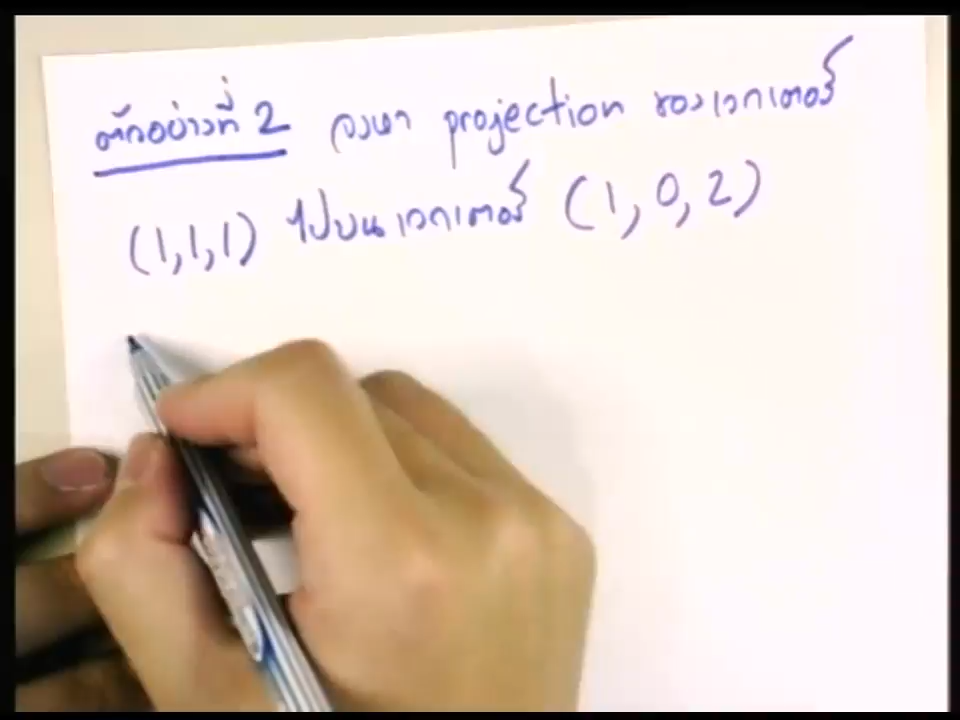 ตัวอย่างที่ 2 จงหา projection ของเวกเตอร์
(1,1,1) ไปบนเวกเตอร์ (1,0,2)